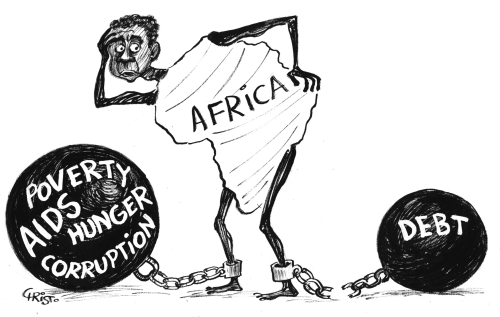 AFRICA
POVERTY
AIDS
HUNGER
CORRUPTION
DEBT
CHRISTO